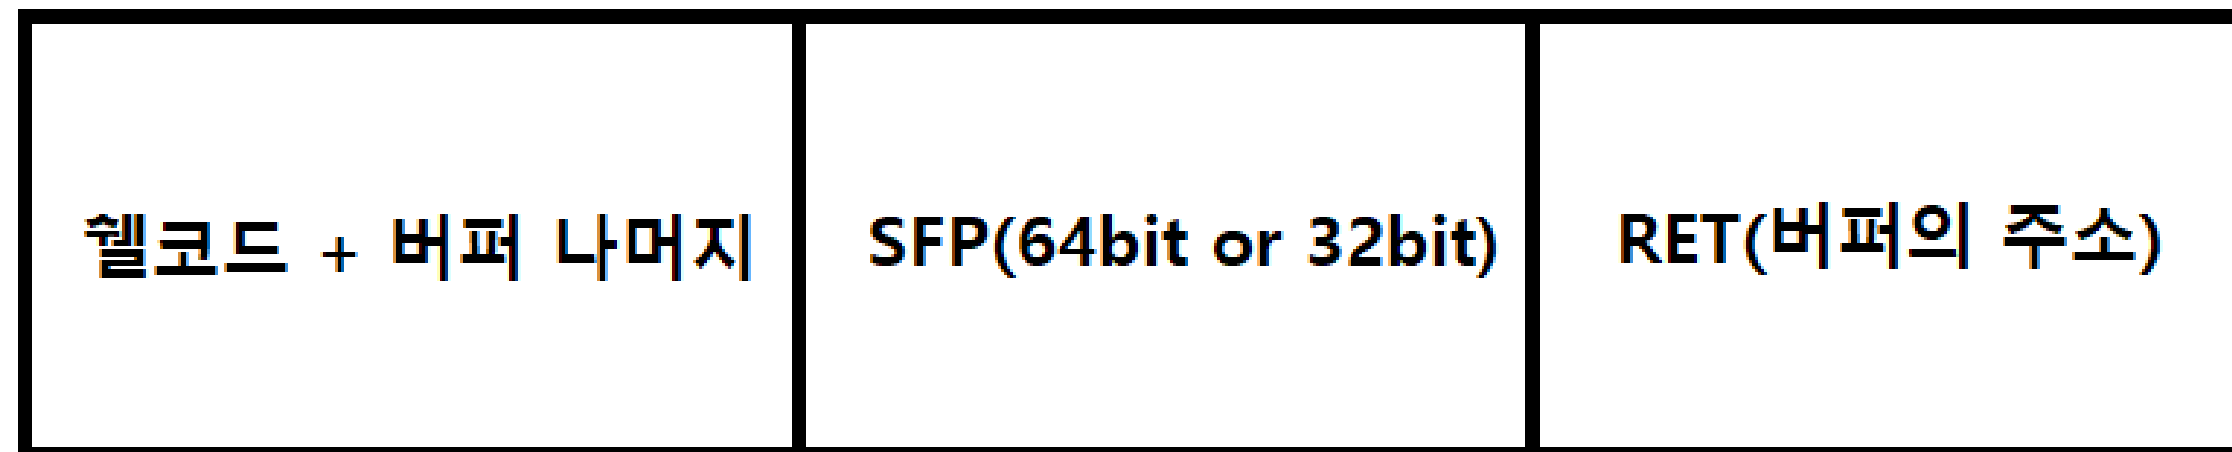 쉘코드 + 버퍼 나머지
SFP(64bit or 32bit)
RET(버퍼의 주소)